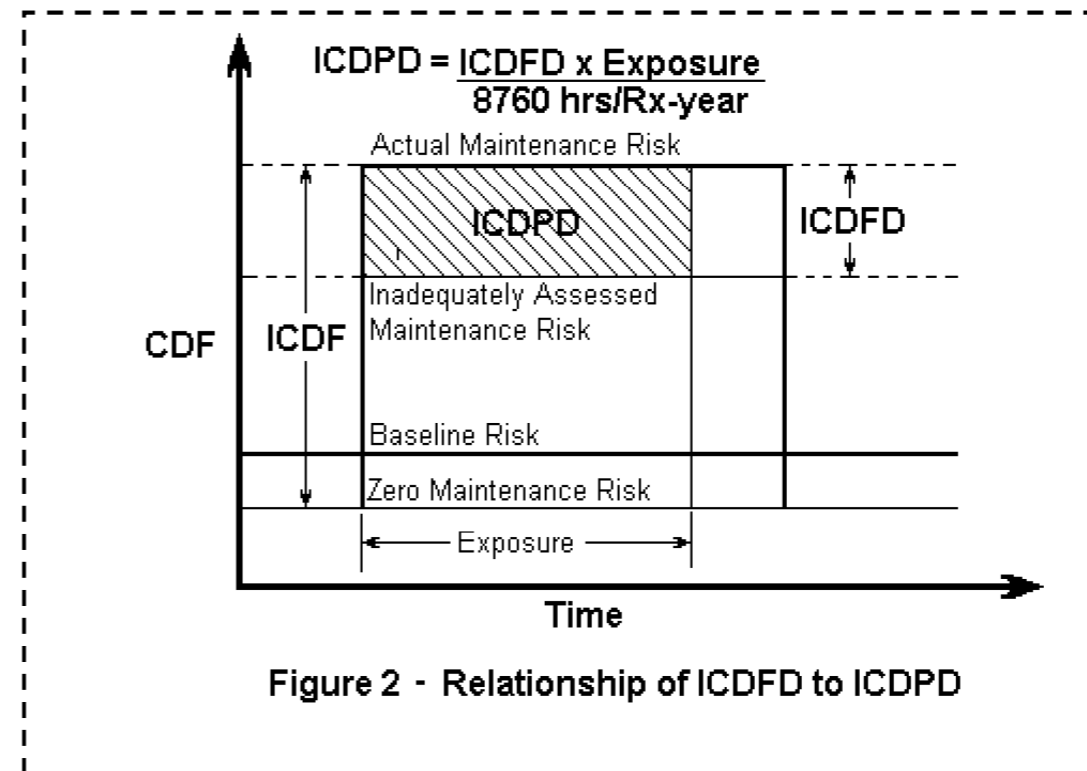 ICDPD = ICDFD x Exposure
8760 hrs/Rx-year
Actual Maintenance Risk
ICDPD
ICDFD
Inadequately Assessed
Maintenance Risk
CDF
ICDF
Baseline Risk
Zero Maintenance Risk
Exposure
Time
Figure 2 - Relationship of ICDFD to ICDPD